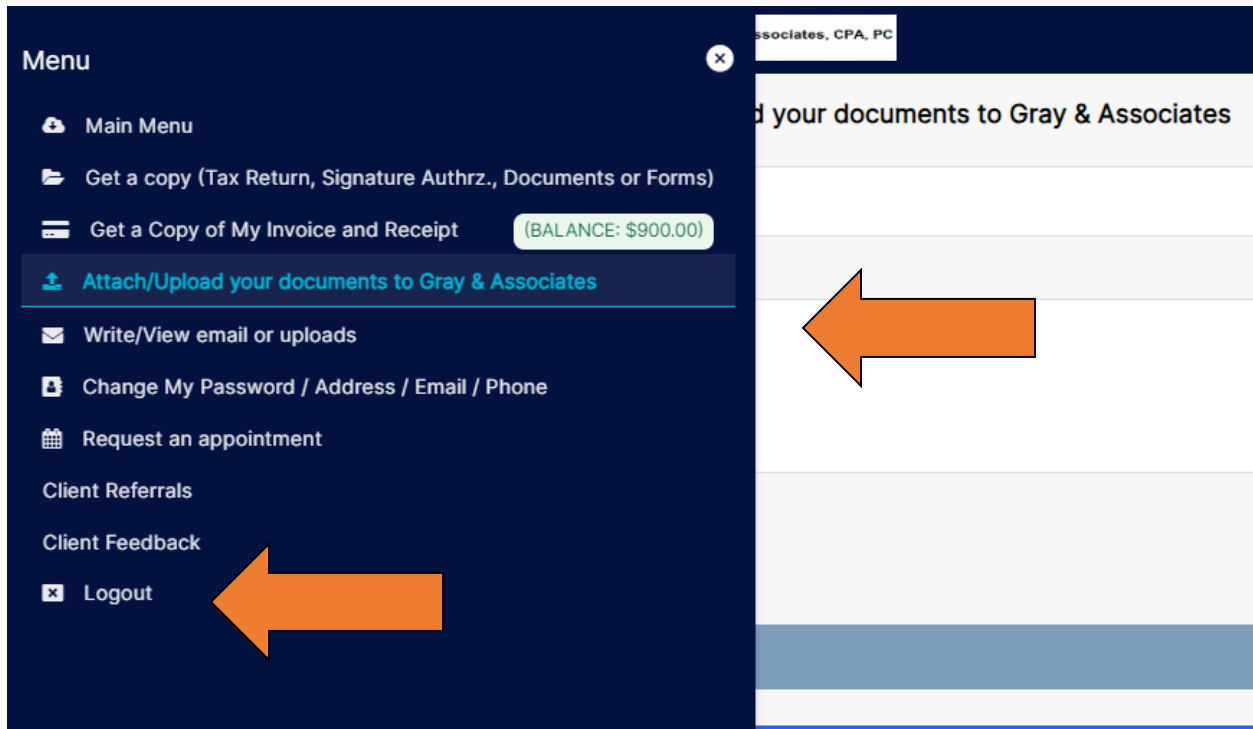 ssociates, CPA, PC
Menu
d your documents to Gray & Associates
Main Menu
Get a copy (Tax Return, Signature Authrz., Documents or Forms)
Get a Copy of My Invoice and Receipt (BALANCE: $900.00)
Attach/Upload your documents to Gray & Associates
Write/View email or uploads
Change My Password / Address / Email / Phone
Request an appointment
Client Referrals
Client Feedback
Logout